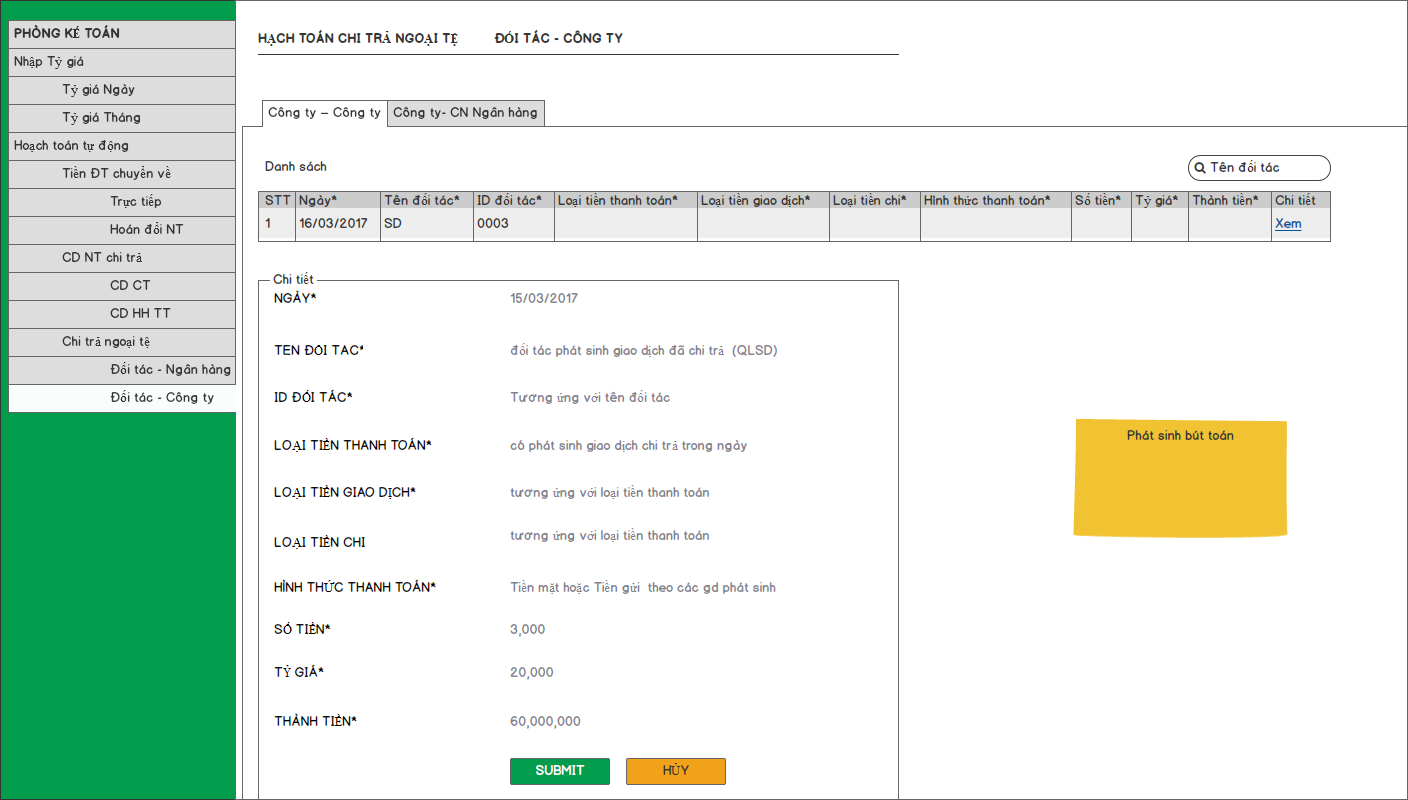 PHÒNG KẾ TOÁN
Nhập Tỷ giá
Tỷ giá Ngày
Tỷ giá Tháng
Hoạch toán tự động
Tiền ĐT chuyển về
Trực tiếp
Hoán đổi NT
CD NT chi trả
CD CT
CD HH TT
Chi trả ngoại tệ
Đối tác - Ngân hàng
Đối tác - Công ty
HẠCH TOÁN CHI TRẢ NGOẠI TỆ ĐỐI TÁC - CÔNG TY
Công ty – Công ty Công ty- CN Ngân hàng
Danh sách Tên đối tác
STT Ngày* Tên đối tác* ID đối tác* Loại tiền thanh toán* Loại tiền giao dịch* Loại tiền chi* Hình thức thanh toán* Số tiền* Tỷ giá* Thành tiền* Chi tiết
1 16/03/2017 SD 0003 Xem
Chi tiết
NGÀY* 15/03/2017
TÊN ĐỐI TÁC* đối tác phát sinh giao dịch đã chi trả (QLSD)
ID ĐỐI TÁC* Tương ứng với tên đối tác
LOẠI TIỀN THANH TOÁN* có phát sinh giao dịch chi trả trong ngày
LOẠI TIỀN GIAO DỊCH* tương ứng với loại tiền thanh toán
LOẠI TIỀN CHI tương ứng với loại tiền thanh toán
HÌNH THỨC THANH TOÁN* Tiền mặt hoặc Tiền gửi theo các gd phát sinh
SỐ TIỀN* 3,000
TỶ GIÁ* 20,000
THÀNH TIỀN* 60,000,000
SUBMIT HỦY
Phát sinh bút toán